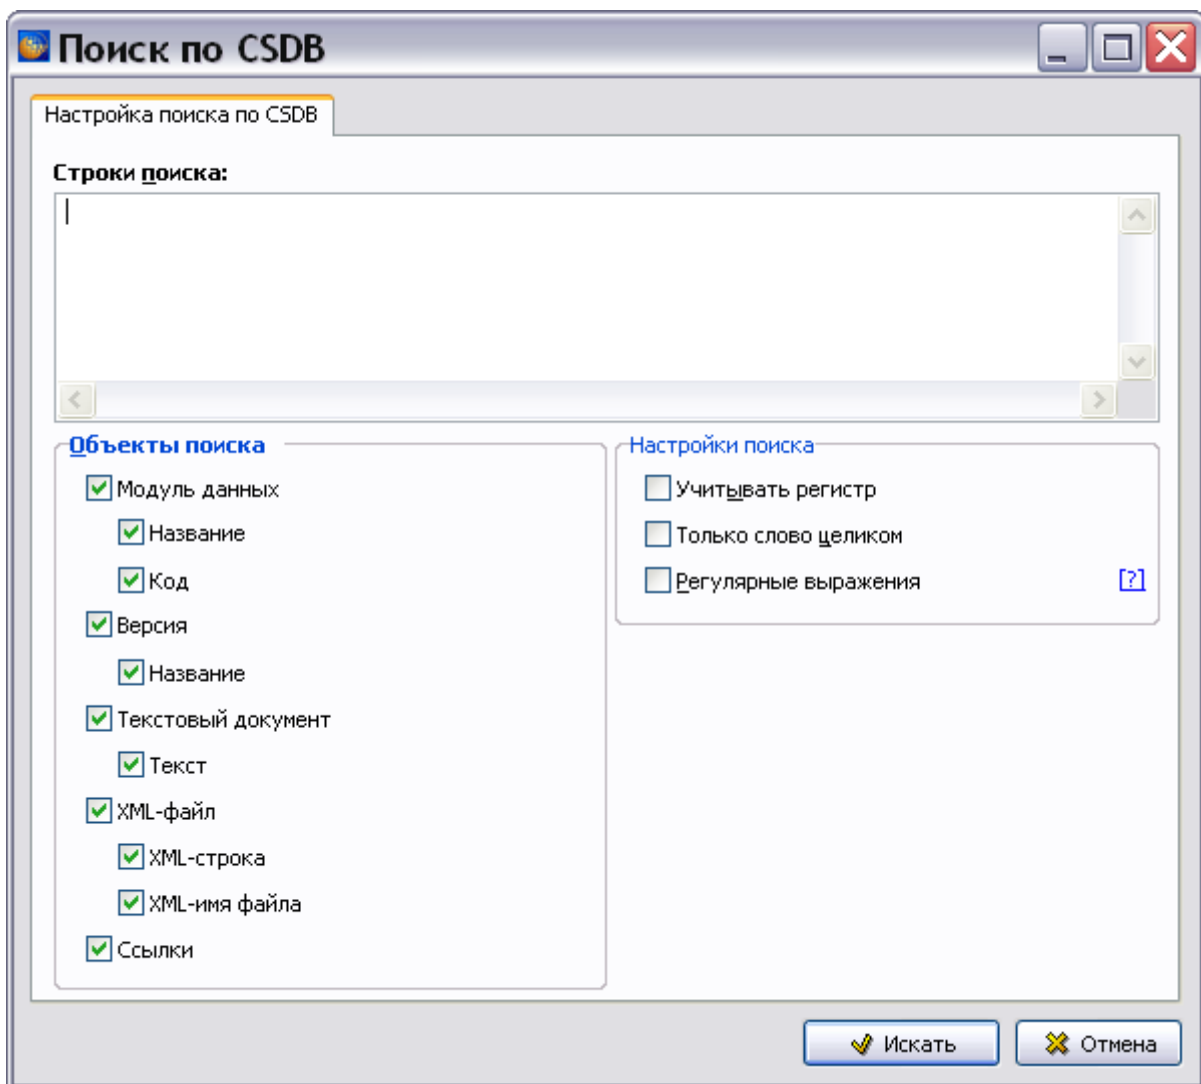 Поиск по CSDB
Настройка поиска по CSDB
Строки поиска:
Объекты поиска
Модуль данных
Название
Код
Версия
Название
Текстовый документ
Текст
XML-файл
XML-строка
XML-имя файла
Ссылки
Настройки поиска
Учитывать регистр
Только слово целиком
Регулярные выражения [?]
Искать Отмена